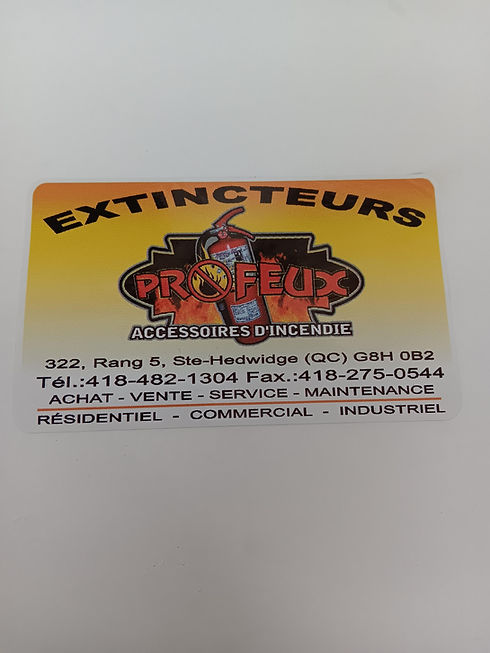 EXTINCTEURS
PROFEUX
ACCESSOIRES D'INCENDIE
322, Rang 5, Ste-Hedwidge (QC) G8H 0B2
Tél.:418-482-1304 Fax.:418-275-0544
ACHAT - VENTE - SERVICE - MAINTENANCE
RÉSIDENTIEL - COMMERCIAL - INDUSTRIEL